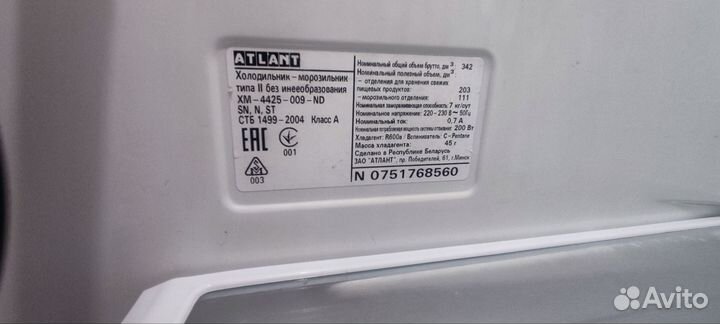 ATLANT
Холодильник - морозильник
типа II без инееобразования
ХМ-4425-009-ND
SN, N, ST
СТБ 1499-2004 Класс А
ЕАС
001
003
Номинальный общий объем брутто, дм³: 342
Номинальный полезный объем, дм³:
- отделения для хранения свежих
пищевых продуктов: 203
- морозильного отделения: 111
Номинальная замораживающая способность: 7 кг/сут
Номинальное напряжение: 220-230 В~50Гц
Номинальный ток: 0,7 А
Номинальная потребляемая мощность системы оттаивания: 200 Вт
Хладагент: R600a / Вспениватель: C-Pentane
Масса хладагента: 45 г
Сделано в Республике Беларусь
ЗАО "АТЛАНТ", пр. Победителей, 61, г.Минск
N 0751768560
Avito